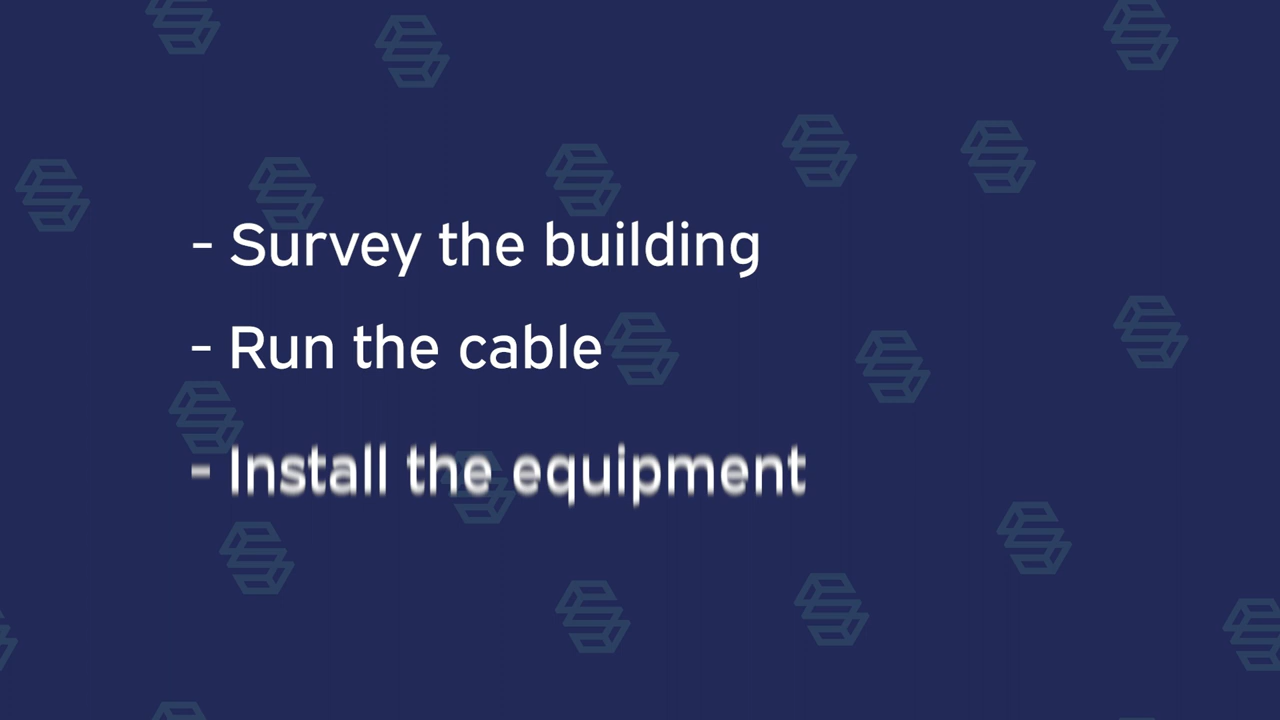 - Survey the building
- Run the cable
- Install the equipment